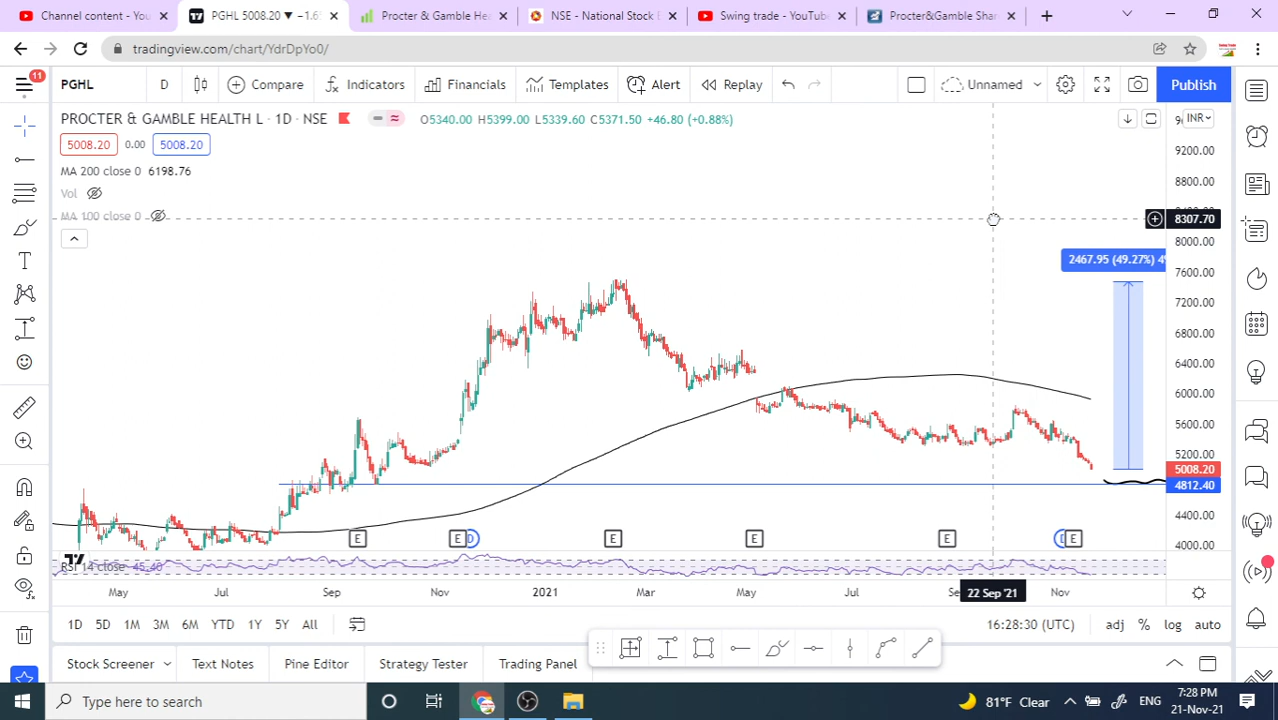 Channel content - You
PGHL 5008.20 ▼ −1.6
Procter & Gamble Hea
NSE - National Stock E
Swing trade - YouTube
Procter&Gamble Shar
tradingview.com/chart/YdrDpYo0/
11
PGHL
D
Compare
Indicators
Financials
Templates
Alert
Replay
Unnamed
Publish
PROCTER & GAMBLE HEALTH L · 1D · NSE
O5340.00 H5399.00 L5339.60 C5371.50 +46.80 (+0.88%)
INR
5008.20 0.00 5008.20
MA 200 close 0 6198.76
Vol
MA 100 close 0
9200.00
8800.00
8307.70
8000.00
2467.95 (49.27%) 4
7600.00
7200.00
6800.00
6400.00
6000.00
5600.00
5200.00
5008.20
4812.40
4400.00
4000.00
E E D E E E E
RSI 14 close 45.40
May Jul Sep Nov 2021 Mar May Jul Se 22 Sep '21 Nov
1D 5D 1M 3M 6M YTD 1Y 5Y All
16:28:30 (UTC) adj % log auto
Stock Screener Text Notes Pine Editor Strategy Tester Trading Panel
Type here to search
81°F Clear
ENG
7:28 PM
21-Nov-21